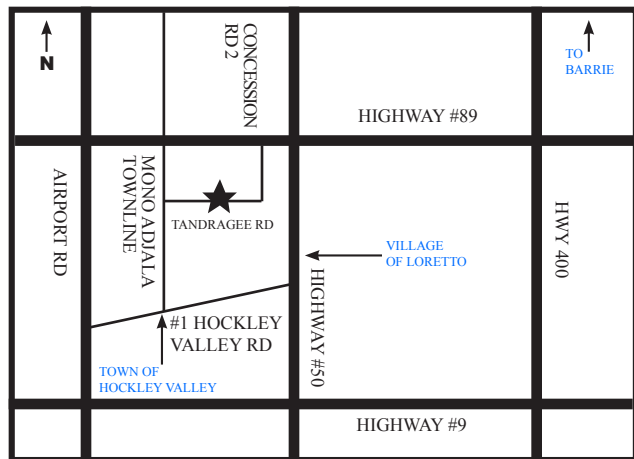 N
CONCESSION
RD 2
TO
BARRIE
HIGHWAY #89
AIRPORT RD
MONO ADJALA
TOWNLINE
TANDRAGEE RD
HWY 400
VILLAGE
OF LORETTO
HIGHWAY #50
#1 HOCKLEY
VALLEY RD
TOWN OF
HOCKLEY VALLEY
HIGHWAY #9